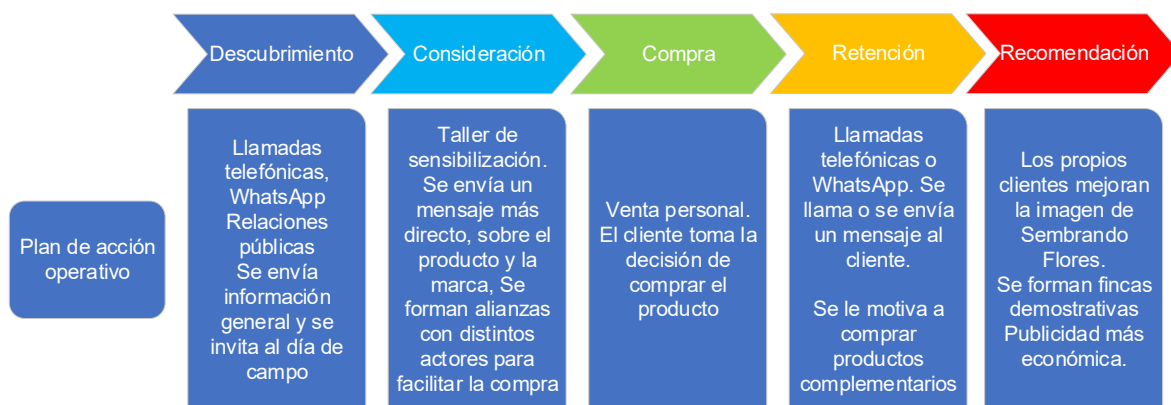 Descubrimiento
Consideración
Compra
Retención
Recomendación
Plan de acción
operativo
Llamadas
telefónicas,
WhatsApp
Relaciones
públicas
Se envía
información
general y se
invita al día de
campo
Taller de
sensibilización.
Se envía un
mensaje más
directo, sobre el
producto y la
marca, Se
forman alianzas
con distintos
actores para
facilitar la compra
Venta personal.
El cliente toma la
decisión de
comprar el
producto
Llamadas
telefónicas o
WhatsApp. Se
llama o se envía
un mensaje al
cliente.
Se le motiva a
comprar
productos
complementarios
Los propios
clientes mejoran
la imagen de
Sembrando
Flores.
Se forman fincas
demostrativas
Publicidad más
económica.